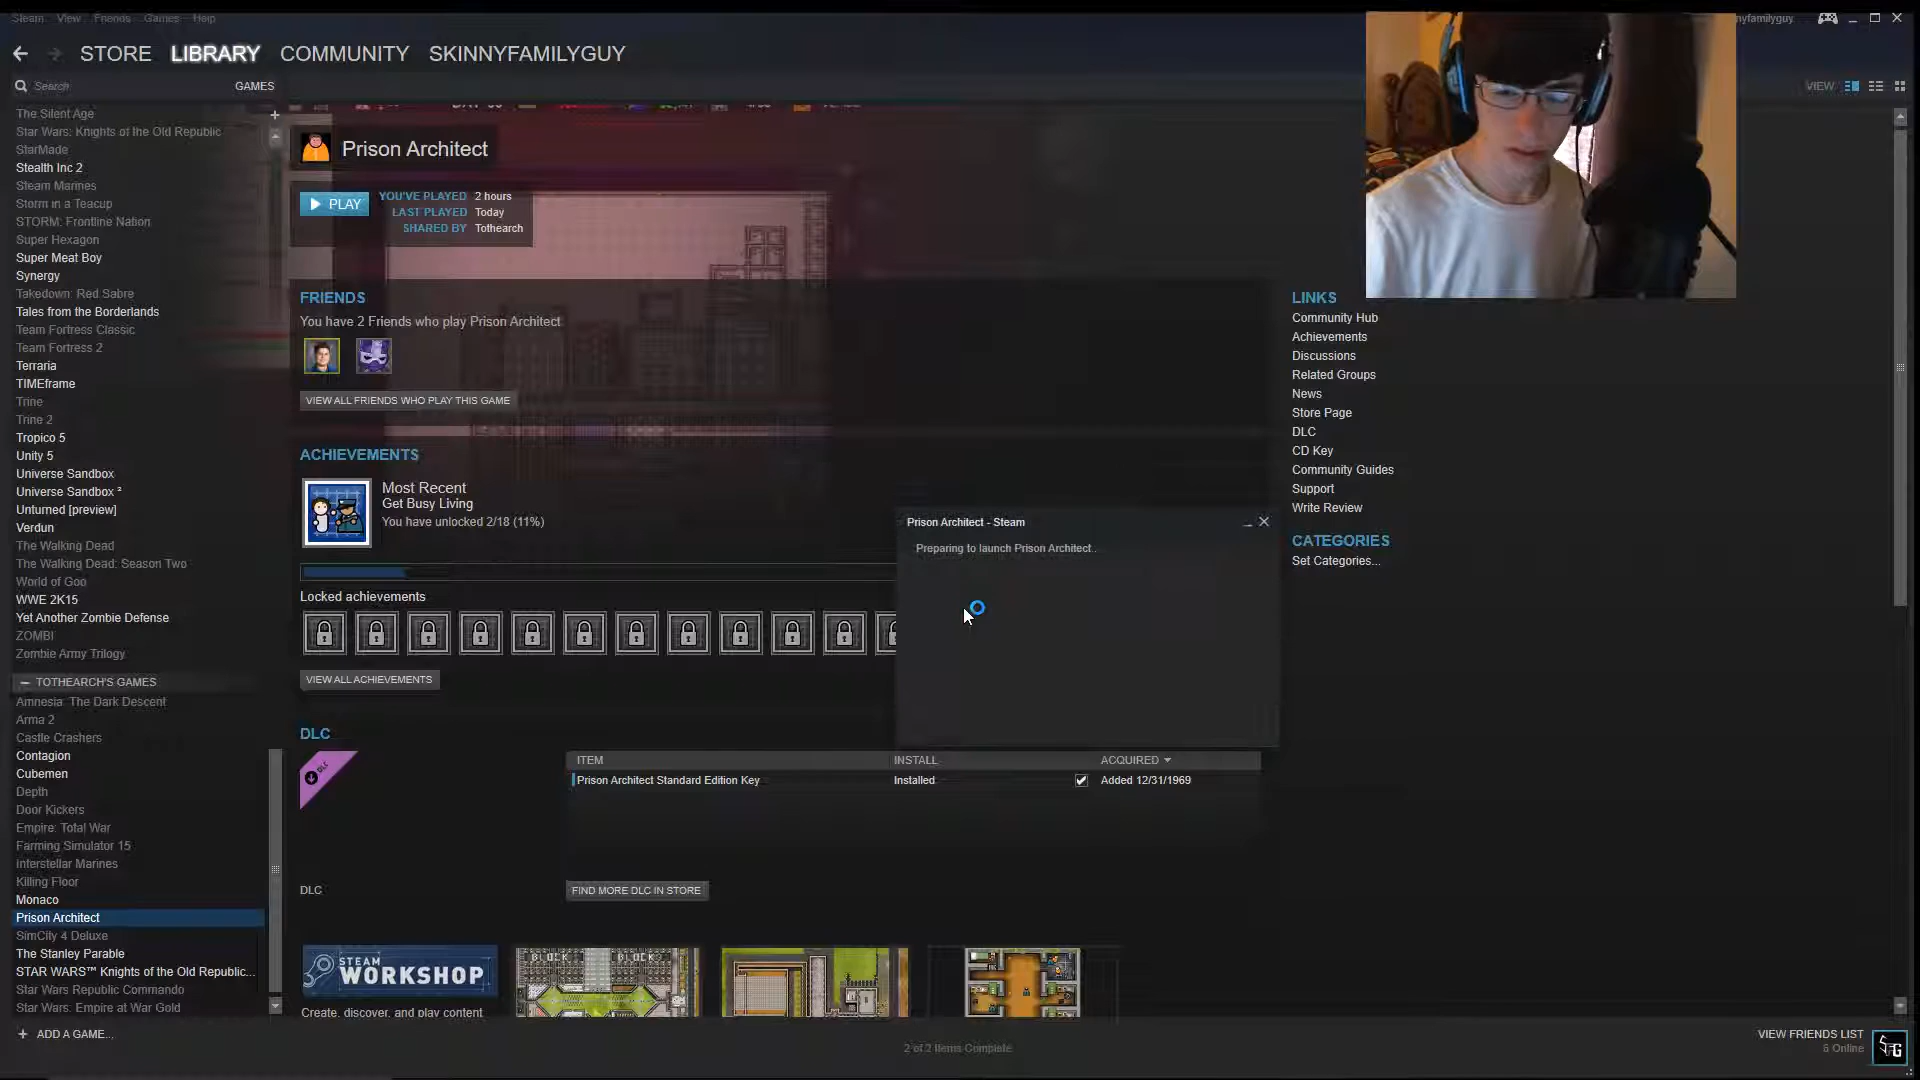 Steam View Friends Games Help
nyfamilyguy
STORE LIBRARY COMMUNITY SKINNYFAMILYGUY
Search
GAMES
VIEW
The Silent Age
Star Wars: Knights of the Old Republic
StarMade
Stealth Inc 2
Steam Marines
Storm in a Teacup
STORM: Frontline Nation
Super Hexagon
Super Meat Boy
Synergy
Takedown: Red Sabre
Tales from the Borderlands
Team Fortress Classic
Team Fortress 2
Terraria
TIMEframe
Trine
Trine 2
Tropico 5
Unity 5
Universe Sandbox
Universe Sandbox ²
Unturned [preview]
Verdun
The Walking Dead
The Walking Dead: Season Two
World of Goo
WWE 2K15
Yet Another Zombie Defense
ZOMBI
Zombie Army Trilogy
TOTHEARCH'S GAMES
Amnesia: The Dark Descent
Arma 2
Castle Crashers
Contagion
Cubemen
Depth
Door Kickers
Empire: Total War
Farming Simulator 15
Interstellar Marines
Killing Floor
Monaco
Prison Architect
SimCity 4 Deluxe
The Stanley Parable
STAR WARS™ Knights of the Old Republic...
Star Wars Republic Commando
Star Wars: Empire at War Gold
+ ADD A GAME...
Prison Architect
PLAY
YOU'VE PLAYED 2 hours
LAST PLAYED Today
SHARED BY Tothearch
FRIENDS
You have 2 Friends who play Prison Architect
VIEW ALL FRIENDS WHO PLAY THIS GAME
ACHIEVEMENTS
Most Recent
Get Busy Living
You have unlocked 2/18 (11%)
Locked achievements
VIEW ALL ACHIEVEMENTS
Prison Architect - Steam
Preparing to launch Prison Architect..
DLC
DLC
ITEM INSTALL ACQUIRED
Prison Architect Standard Edition Key Installed Added 12/31/1969
DLC
FIND MORE DLC IN STORE
STEAM
WORKSHOP
BLOCK BLOCK
Create, discover, and play content
LINKS
Community Hub
Achievements
Discussions
Related Groups
News
Store Page
DLC
CD Key
Community Guides
Support
Write Review
CATEGORIES
Set Categories...
2 of 2 Items Complete
VIEW FRIENDS LIST
6 Online